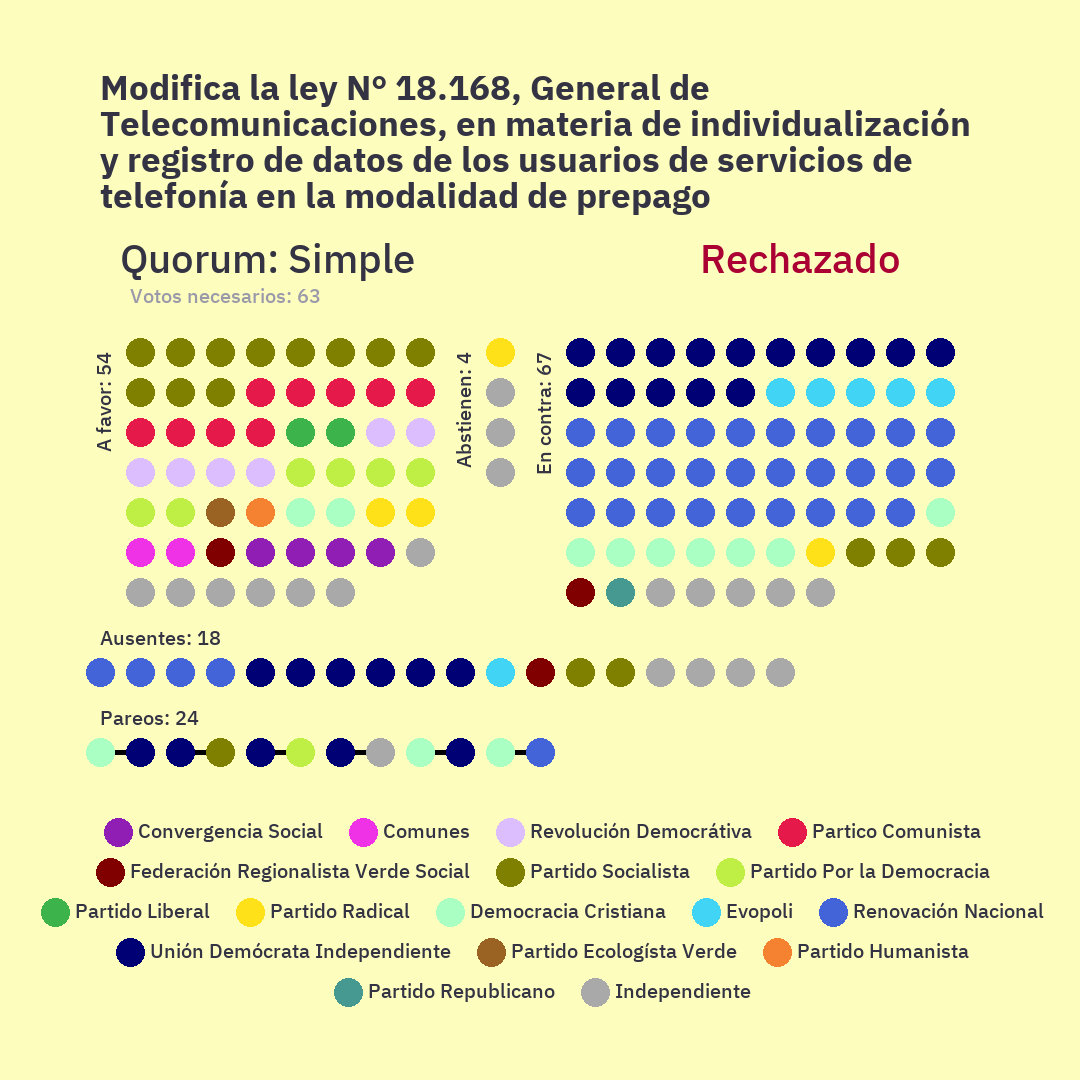 Modifica la ley Nº 18.168, General de
Telecomunicaciones, en materia de individualización
y registro de datos de los usuarios de servicios de
telefonía en la modalidad de prepago
Quorum: Simple
Rechazado
Votos necesarios: 63
A favor: 54
Abstienen: 4
En contra: 67
Ausentes: 18
Pareos: 24
Convergencia Social
Comunes
Revolución Democrátiva
Partico Comunista
Federación Regionalista Verde Social
Partido Socialista
Partido Por la Democracia
Partido Liberal
Partido Radical
Democracia Cristiana
Evopoli
Renovación Nacional
Unión Demócrata Independiente
Partido Ecologísta Verde
Partido Humanista
Partido Republicano
Independiente